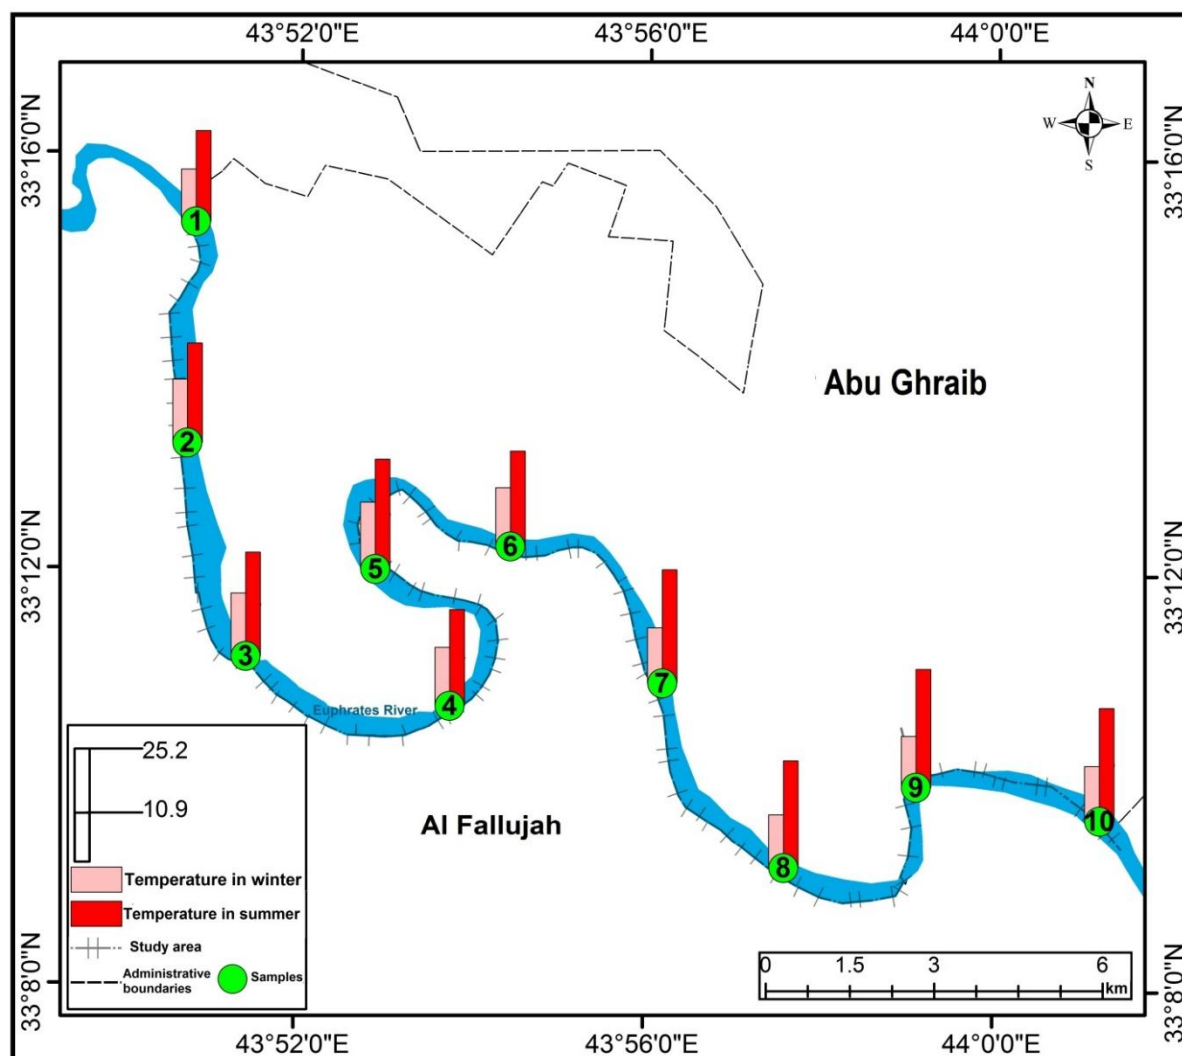 43°52'0"E 43°56'0"E 44°0'0"E
N
W E
S
33°16'0"N 33°16'0"N
1
Abu Ghraib
2
6
5
33°12'0"N 33°12'0"N
3
7
4
Euphrates River
25.2
9
10.9
10
Al Fallujah
8
Temperature in winter
Temperature in summer
Study area
0 1.5 3 6
km
Administrative
boundaries
Samples
33°8'0"N 33°8'0"N
43°52'0"E 43°56'0"E 44°0'0"E